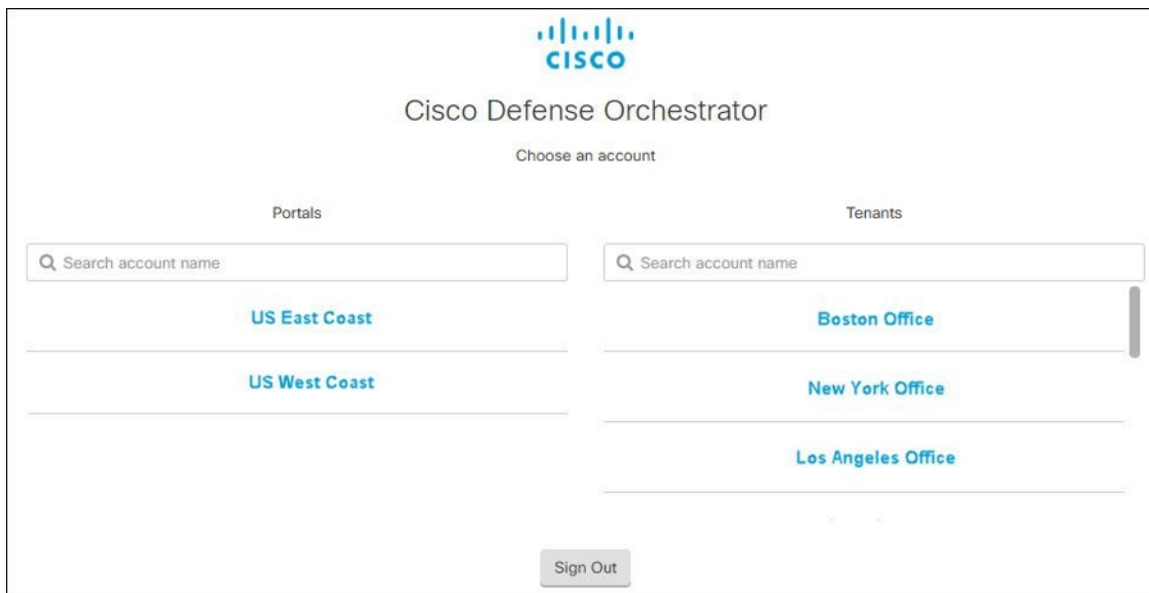 CISCO
Cisco Defense Orchestrator
Choose an account
Portals
Search account name
US East Coast
US West Coast
Tenants
Search account name
Boston Office
New York Office
Los Angeles Office
Sign Out